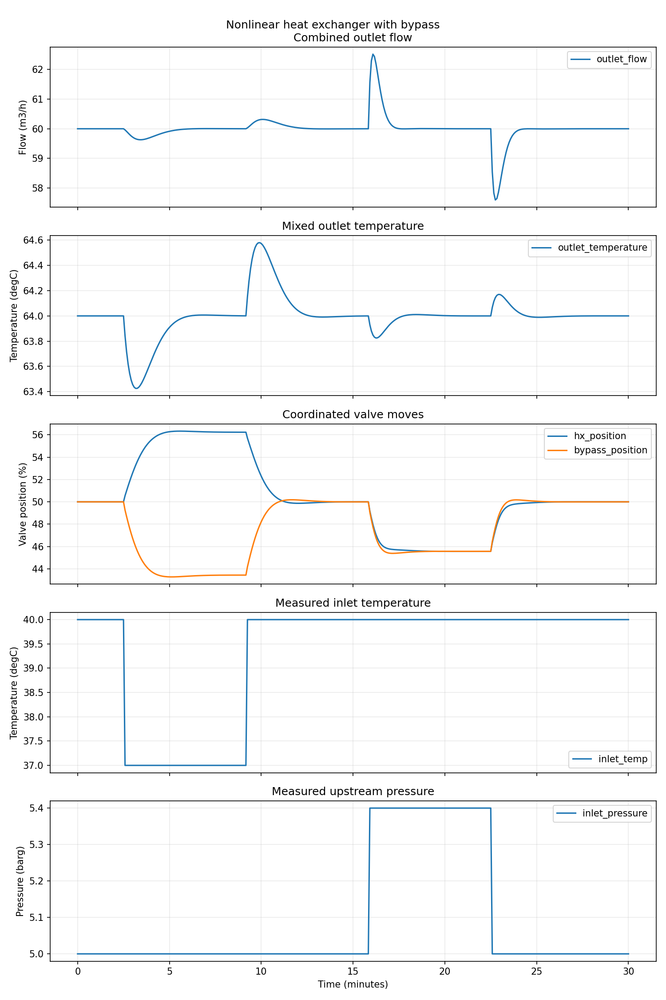 Nonlinear heat exchanger with bypass
Combined outlet flow
outlet_flow
Flow (m3/h)
62
61
60
59
58
Mixed outlet temperature
outlet_temperature
Temperature (degC)
64.6
64.4
64.2
64.0
63.8
63.6
63.4
Coordinated valve moves
hx_position
bypass_position
Valve position (%)
56
54
52
50
48
46
44
Measured inlet temperature
inlet_temp
Temperature (degC)
40.0
39.5
39.0
38.5
38.0
37.5
37.0
Measured upstream pressure
inlet_pressure
Pressure (barg)
5.4
5.3
5.2
5.1
5.0
0 5 10 15 20 25 30
Time (minutes)